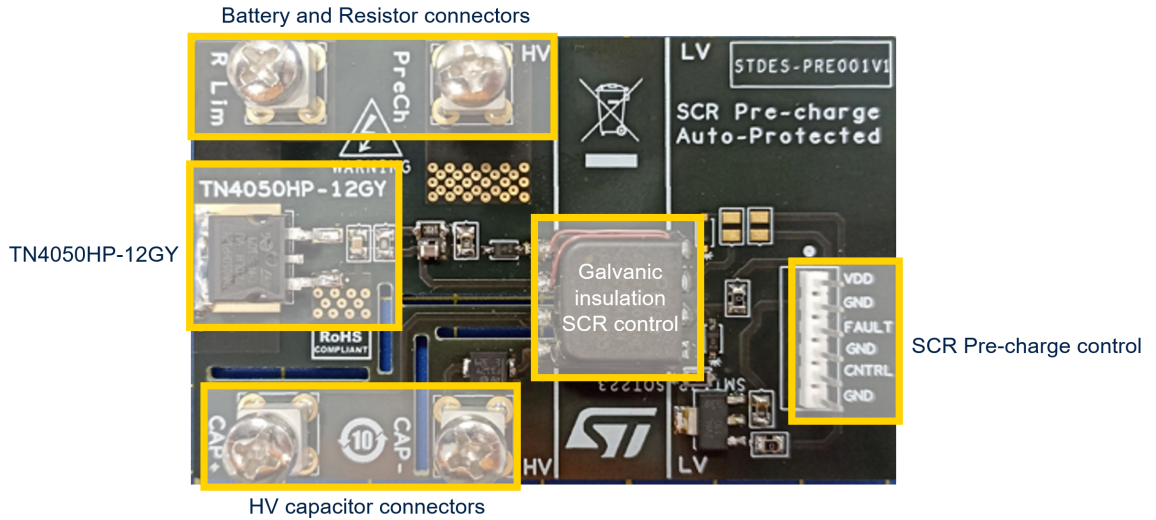 Battery and Resistor connectors
R Lim
PreCh
HV
LV
STDES-PRE001V1
SCR Pre-charge
Auto-Protected
WARNING
TN4050HP-12GY
TN4050HP-12GY
Galvanic
insulation
SCR control
VDD
GND
FAULT
GND
CNTRL
GND
SCR Pre-charge control
RoHS
COMPLIANT
SOT223
CAP+
10
CAP-
HV
ST
LV
HV capacitor connectors